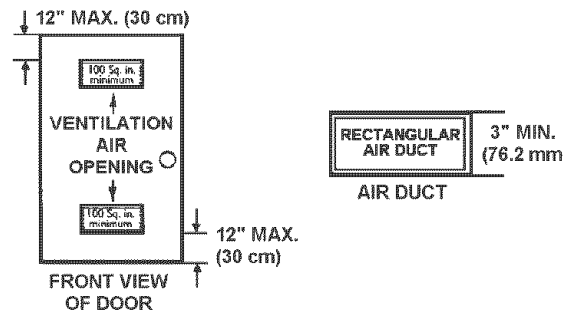 12" MAX. (30 cm)
100 Sq. in.
minimum
VENTILATION
AIR
OPENING
100 Sq. in.
minimum
12" MAX.
(30 cm)
FRONT VIEW
OF DOOR
RECTANGULAR
AIR DUCT
3" MIN.
(76.2 mm
AIR DUCT